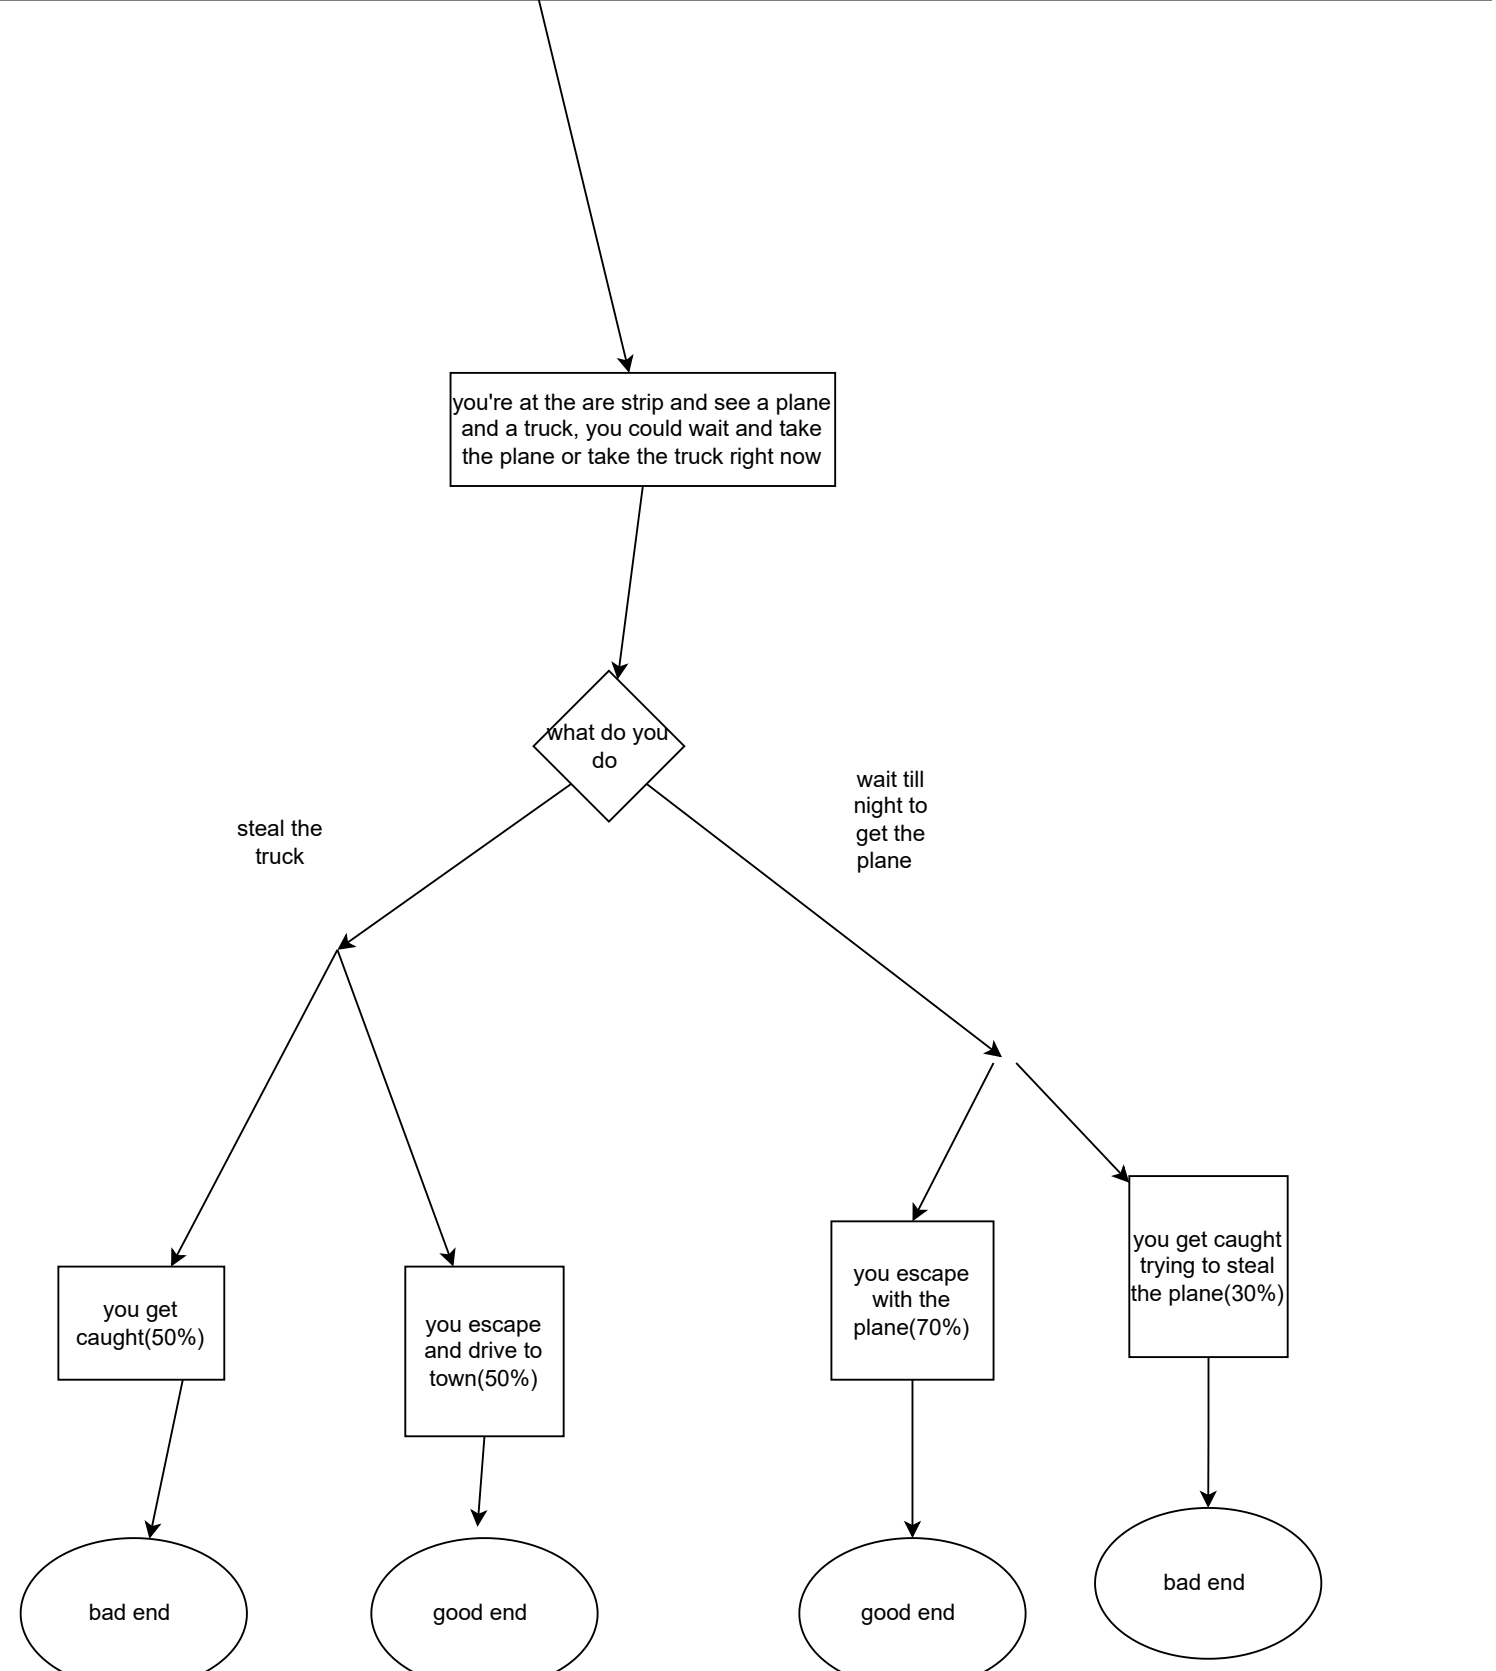 you're at the are strip and see a plane
and a truck, you could wait and take
the plane or take the truck right now
what do you
do
steal the
truck
wait till
night to
get the
plane
you get
caught(50%)
you escape
and drive to
town(50%)
you escape
with the
plane(70%)
you get caught
trying to steal
the plane(30%)
bad end
good end
good end
bad end